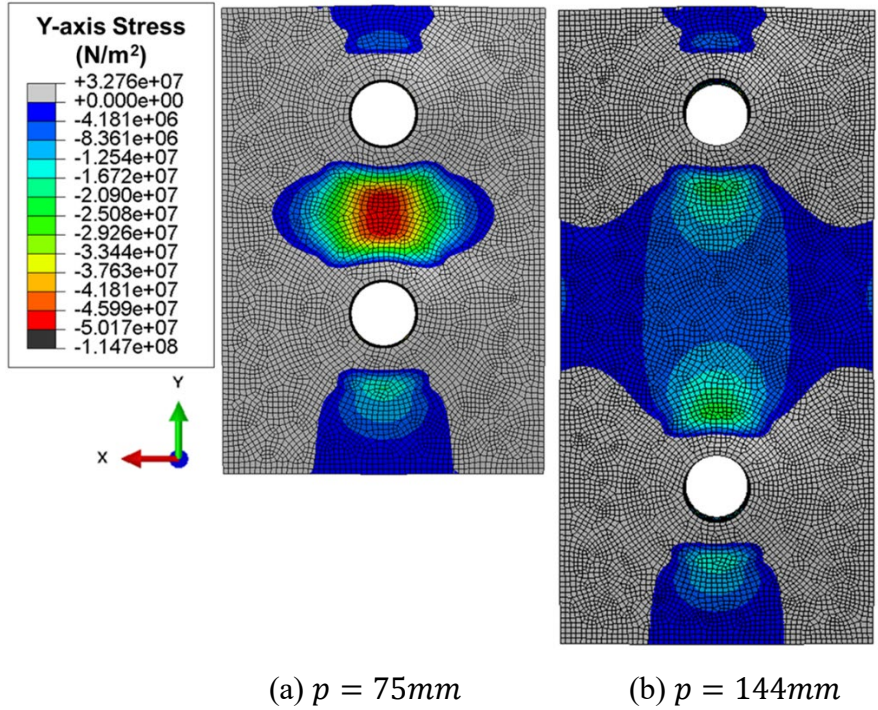 Y-axis Stress
(N/m²)
+3.276e+07
+0.000e+00
-4.181e+06
-8.361e+06
-1.254e+07
-1.672e+07
-2.090e+07
-2.508e+07
-2.926e+07
-3.344e+07
-3.763e+07
-4.181e+07
-4.599e+07
-5.017e+07
-1.147e+08
Y
X
(a) p = 75mm
(b) p = 144mm